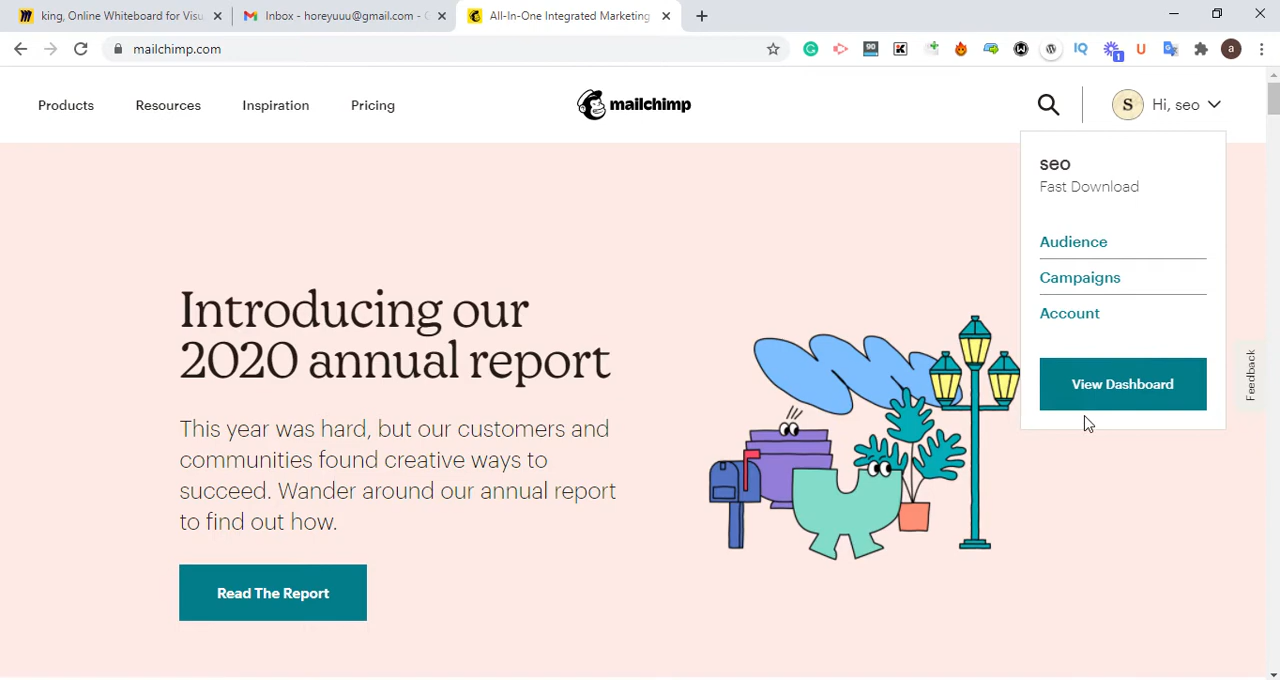 king, Online Whiteboard for Visu
Inbox - horeyuuu@gmail.com -
All-In-One Integrated Marketing
mailchimp.com
90
K
W
IQ
1
U
a
Products
Resources
Inspiration
Pricing
mailchimp
S
Hi, seo
seo
Fast Download
Audience
Campaigns
Account
View Dashboard
Feedback
Introducing our
2020 annual report
This year was hard, but our customers and
communities found creative ways to
succeed. Wander around our annual report
to find out how.
Read The Report